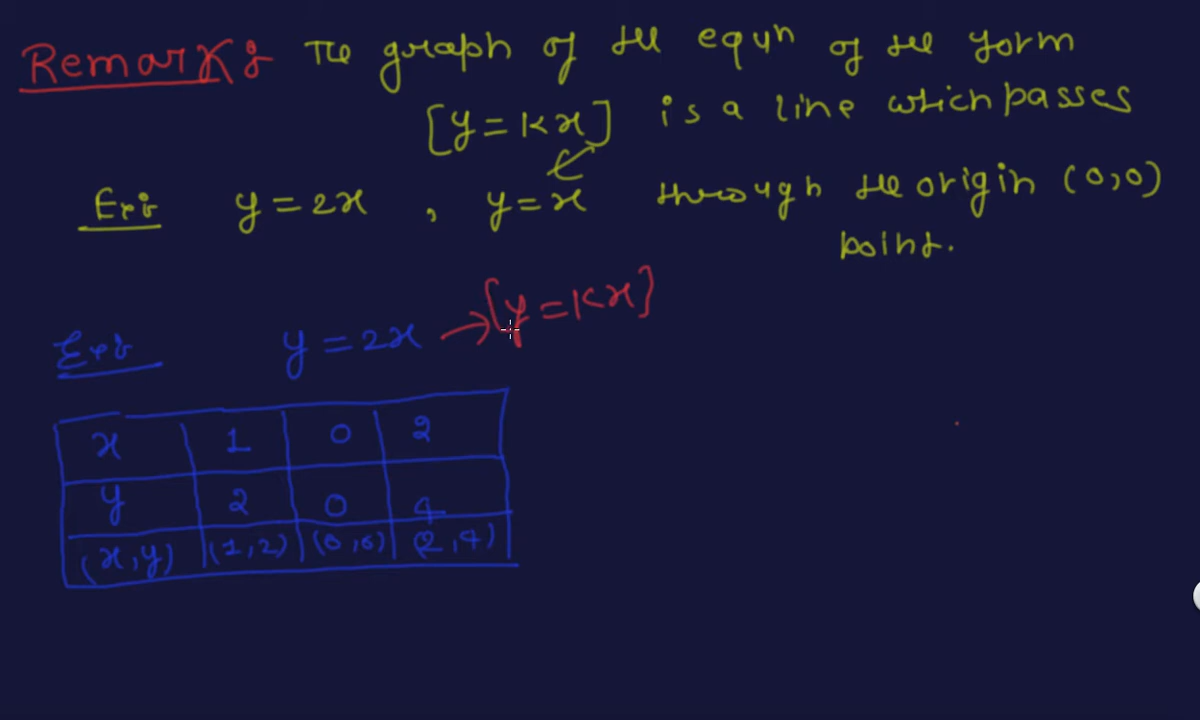 Remarks The graph of the equn of the form
[y = kx] is a line which passes
Ex: y = 2x , y = x through the origin (0,0)
point.
Ex: y = 2x → [y = kx]
x 1 0 2
y 2 0 4
(x,y) (1,2) (0,0) (2,4)